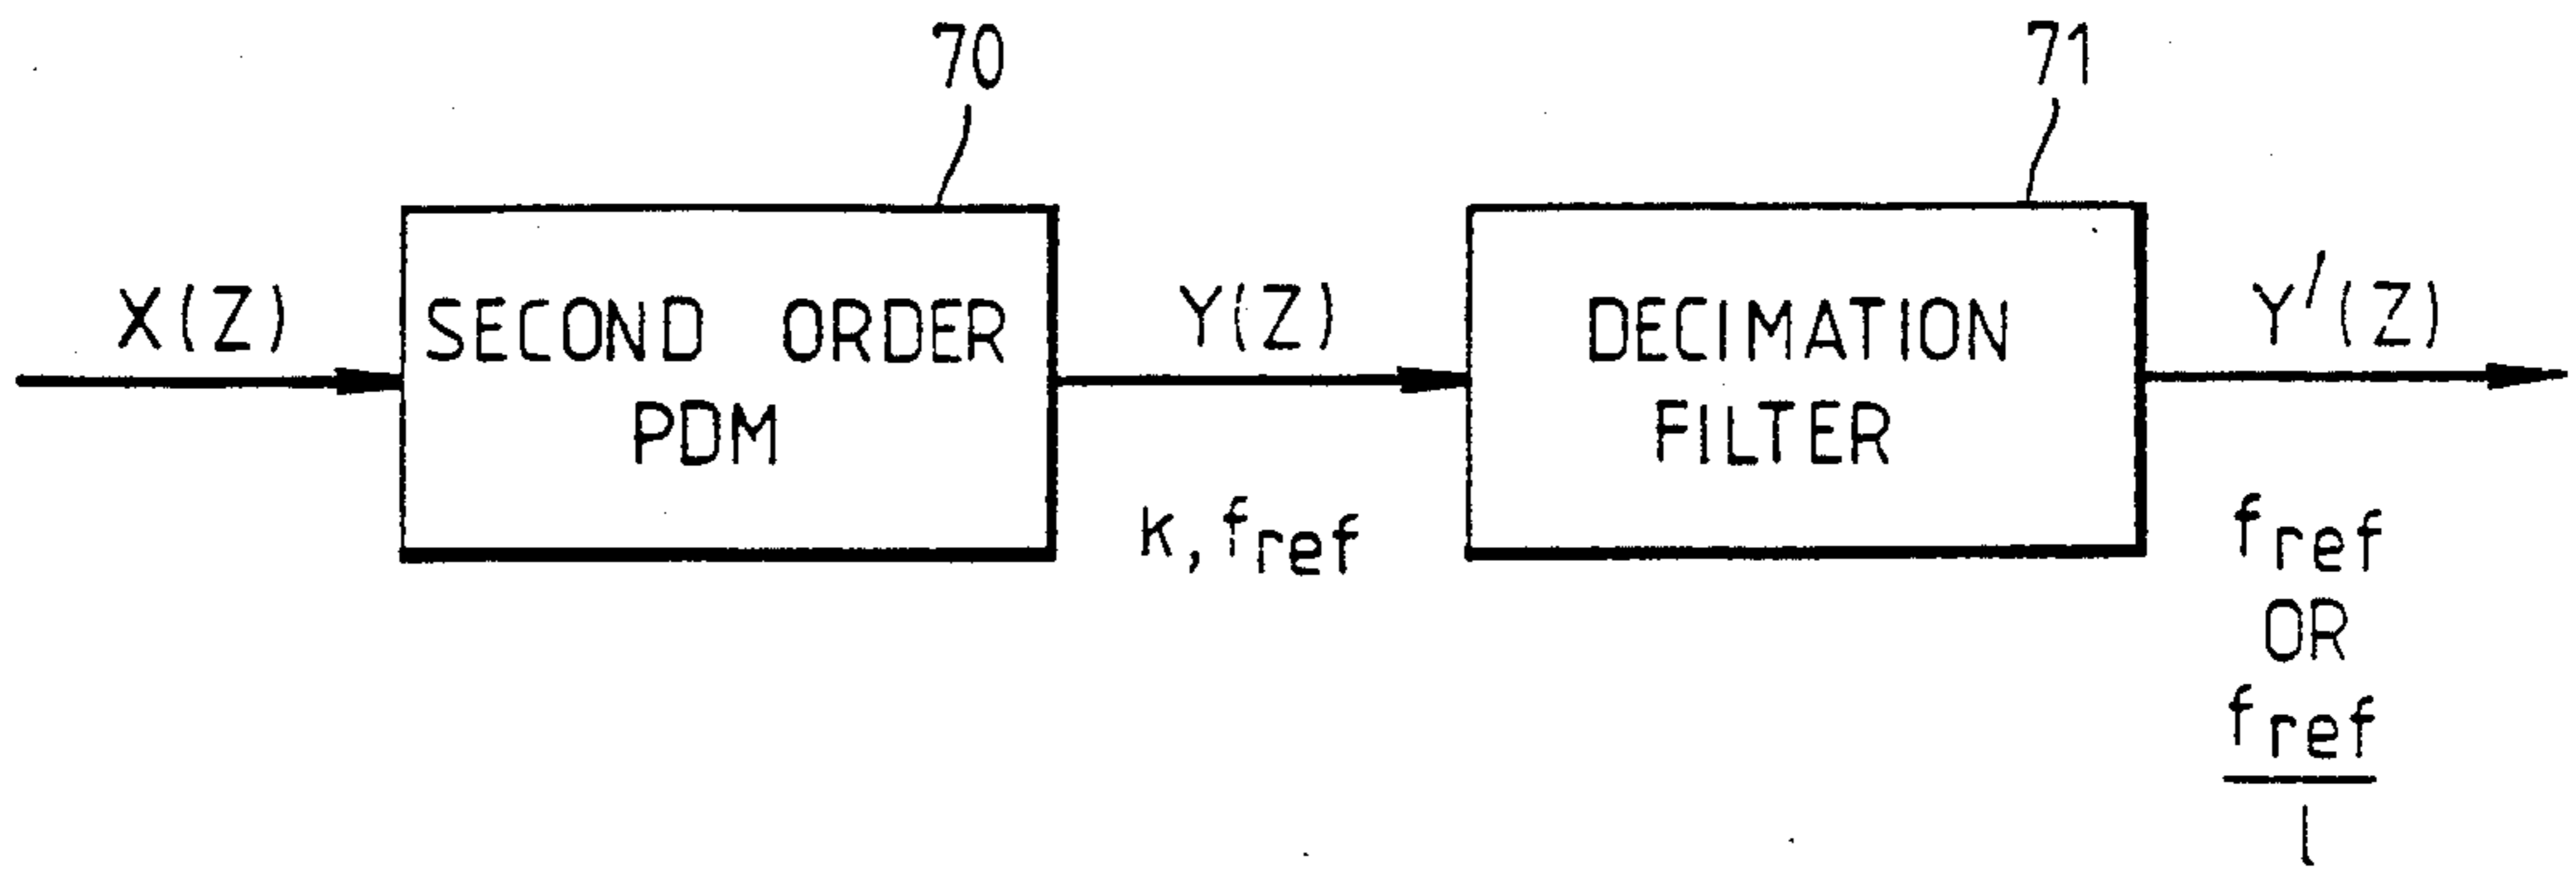 70
71
X(Z)
SECOND ORDER
PDM
Y(Z)
K, fref
DECIMATION
FILTER
Y'(Z)
fref
OR
fref
l